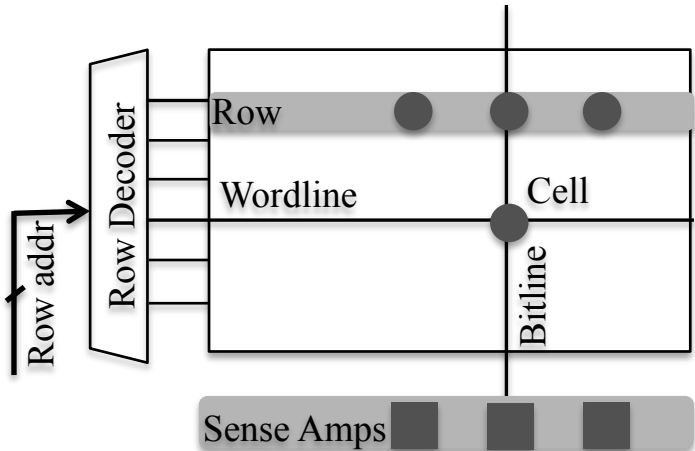 Row
Row Decoder
Wordline
Cell
Row addr
Bitline
Sense Amps